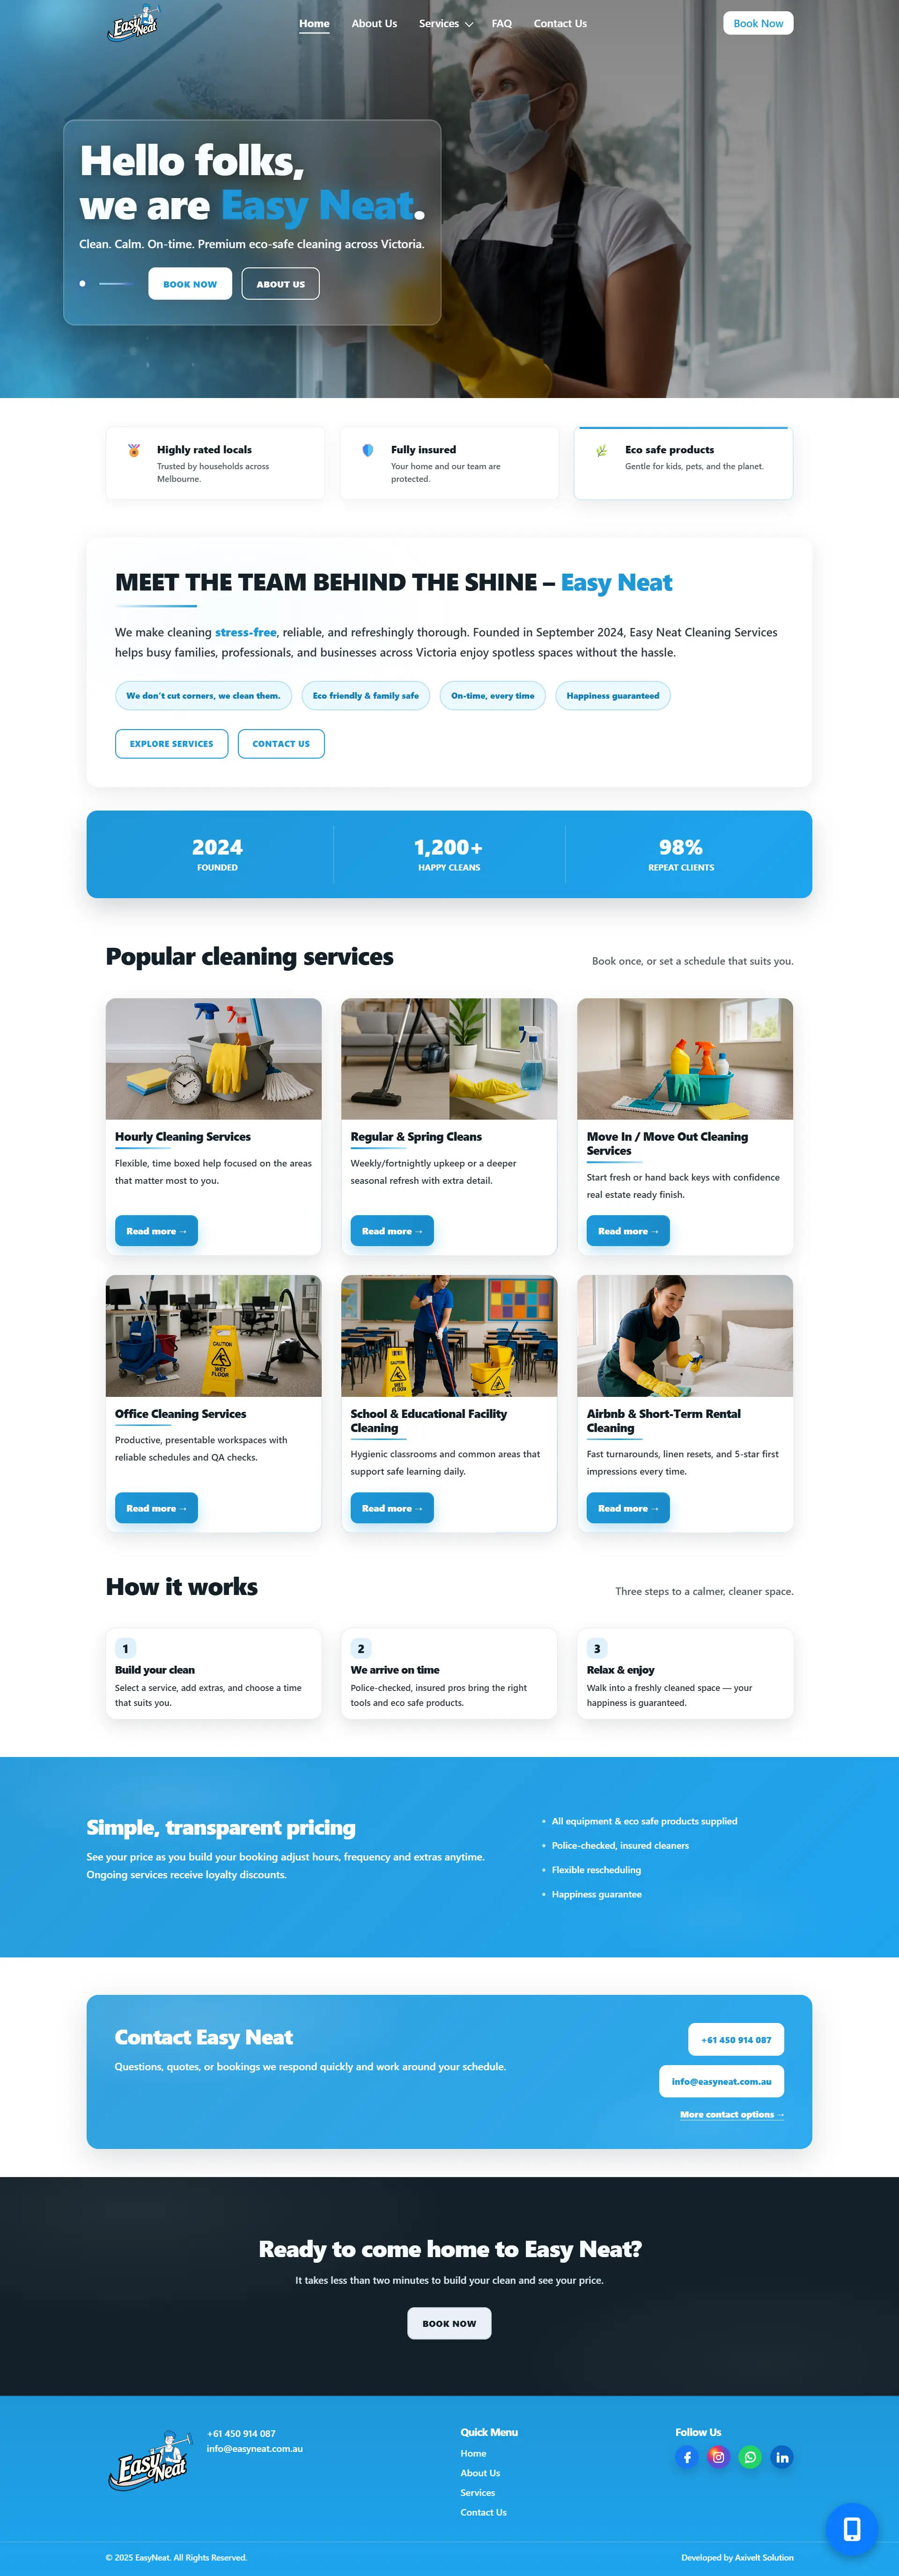 Easy Neat
Home
About Us
Services
FAQ
Contact Us
Book Now
Hello folks,
we are Easy Neat.
Clean. Calm. On-time. Premium eco-safe cleaning across Victoria.
BOOK NOW
ABOUT US
Highly rated locals
Trusted by households across
Melbourne.
Fully insured
Your home and our team are
protected.
Eco safe products
Gentle for kids, pets, and the planet.
MEET THE TEAM BEHIND THE SHINE – Easy Neat
We make cleaning stress-free, reliable, and refreshingly thorough. Founded in September 2024, Easy Neat Cleaning Services
helps busy families, professionals, and businesses across Victoria enjoy spotless spaces without the hassle.
We don't cut corners, we clean them.
Eco friendly & family safe
On-time, every time
Happiness guaranteed
EXPLORE SERVICES
CONTACT US
2024
FOUNDED
1,200+
HAPPY CLEANS
98%
REPEAT CLIENTS
Popular cleaning services
Book once, or set a schedule that suits you.
Hourly Cleaning Services
Flexible, time boxed help focused on the areas
that matter most to you.
Read more →
Regular & Spring Cleans
Weekly/fortnightly upkeep or a deeper
seasonal refresh with extra detail.
Read more →
Move In / Move Out Cleaning
Services
Start fresh or hand back keys with confidence
real estate ready finish.
Read more →
CAUTION
WET
FLOOR
Office Cleaning Services
Productive, presentable workspaces with
reliable schedules and QA checks.
Read more →
CAUTION
WET
FLOOR
School & Educational Facility
Cleaning
Hygienic classrooms and common areas that
support safe learning daily.
Read more →
Airbnb & Short-Term Rental
Cleaning
Fast turnarounds, linen resets, and 5-star first
impressions every time.
Read more →
How it works
Three steps to a calmer, cleaner space.
1
Build your clean
Select a service, add extras, and choose a time
that suits you.
2
We arrive on time
Police-checked, insured pros bring the right
tools and eco safe products.
3
Relax & enjoy
Walk into a freshly cleaned space — your
happiness is guaranteed.
Simple, transparent pricing
See your price as you build your booking adjust hours, frequency and extras anytime.
Ongoing services receive loyalty discounts.
All equipment & eco safe products supplied
Police-checked, insured cleaners
Flexible rescheduling
Happiness guarantee
Contact Easy Neat
Questions, quotes, or bookings we respond quickly and work around your schedule.
+61 450 914 087
info@easyneat.com.au
More contact options →
Ready to come home to Easy Neat?
It takes less than two minutes to build your clean and see your price.
BOOK NOW
Easy Neat
+61 450 914 087
info@easyneat.com.au
Quick Menu
Home
About Us
Services
Contact Us
Follow Us
© 2025 EasyNeat. All Rights Reserved.
Developed by Axivelt Solution